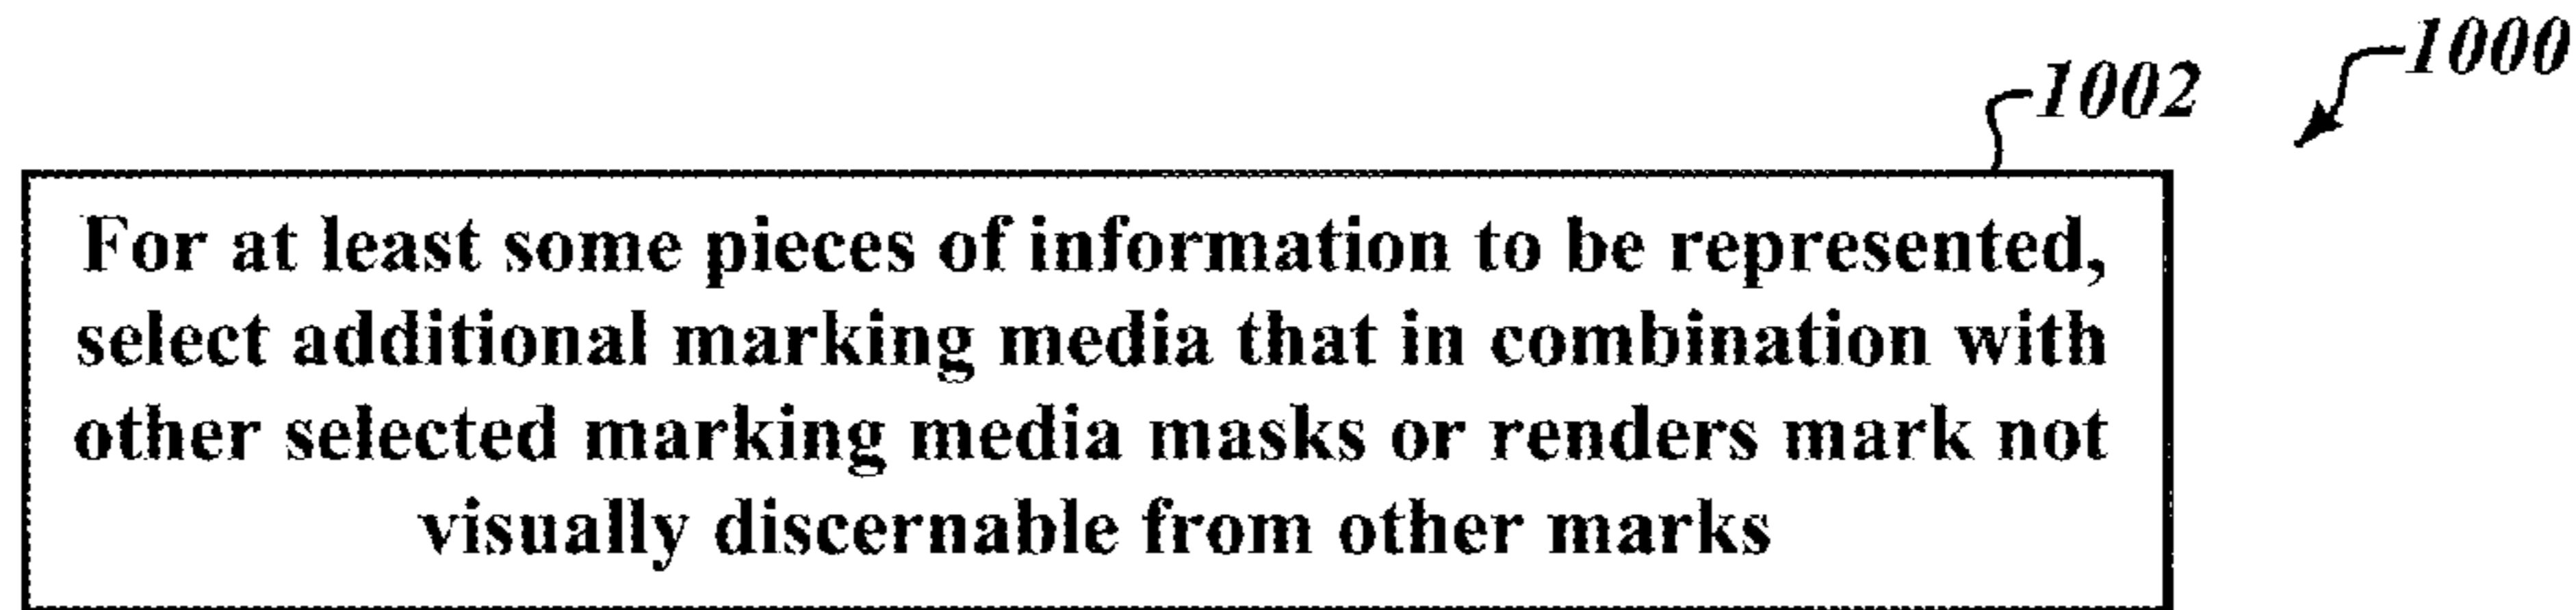 1000
1002
For at least some pieces of information to be represented,
select additional marking media that in combination with
other selected marking media masks or renders mark not
visually discernable from other marks